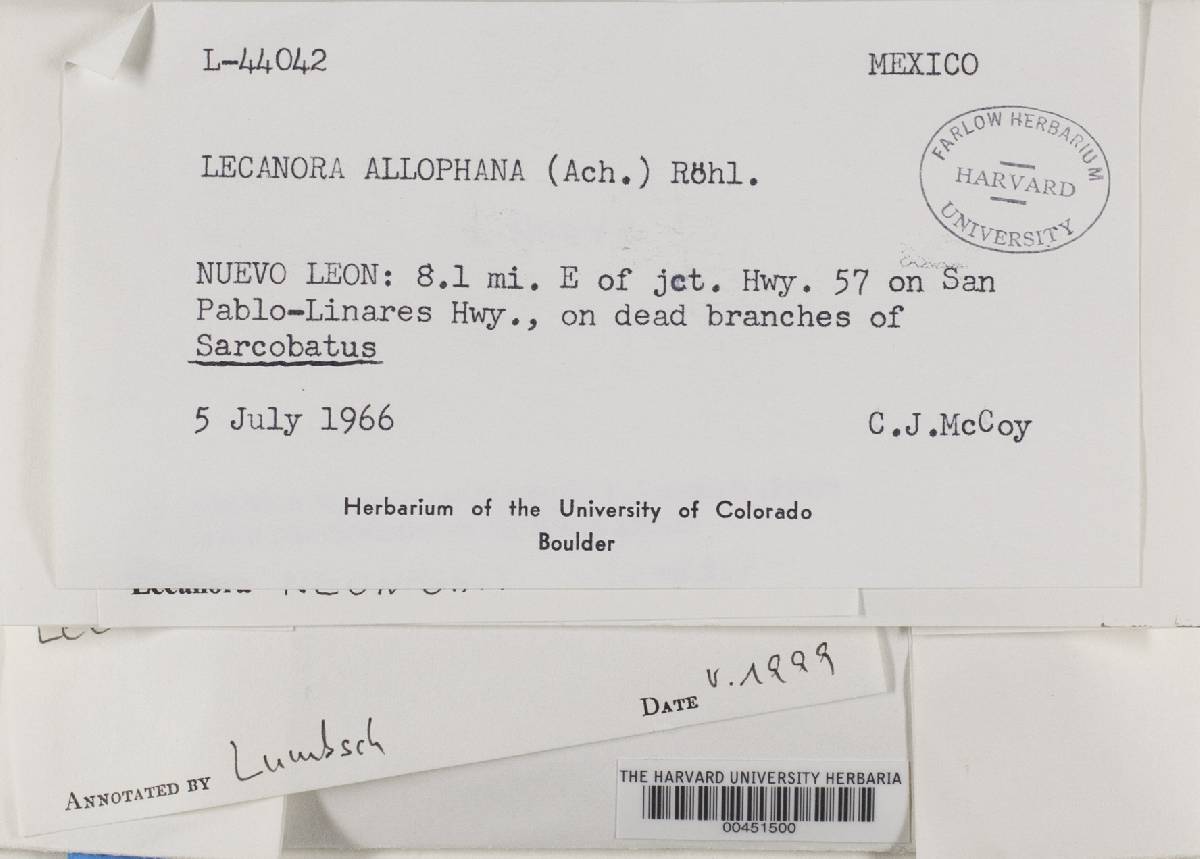 L-44042
MEXICO
FARLOW HERBARIUM
HARVARD
UNIVERSITY
LECANORA ALLOPHANA (Ach.) Röhl.
NUEVO LEON: 8.1 mi. E of jct. Hwy. 57 on San
Pablo-Linares Hwy., on dead branches of
Sarcobatus
5 July 1966
C.J.McCoy
Herbarium of the University of Colorado
Boulder
DATE v.1999
ANNOTATED BY Lumbsch
THE HARVARD UNIVERSITY HERBARIA
00451500